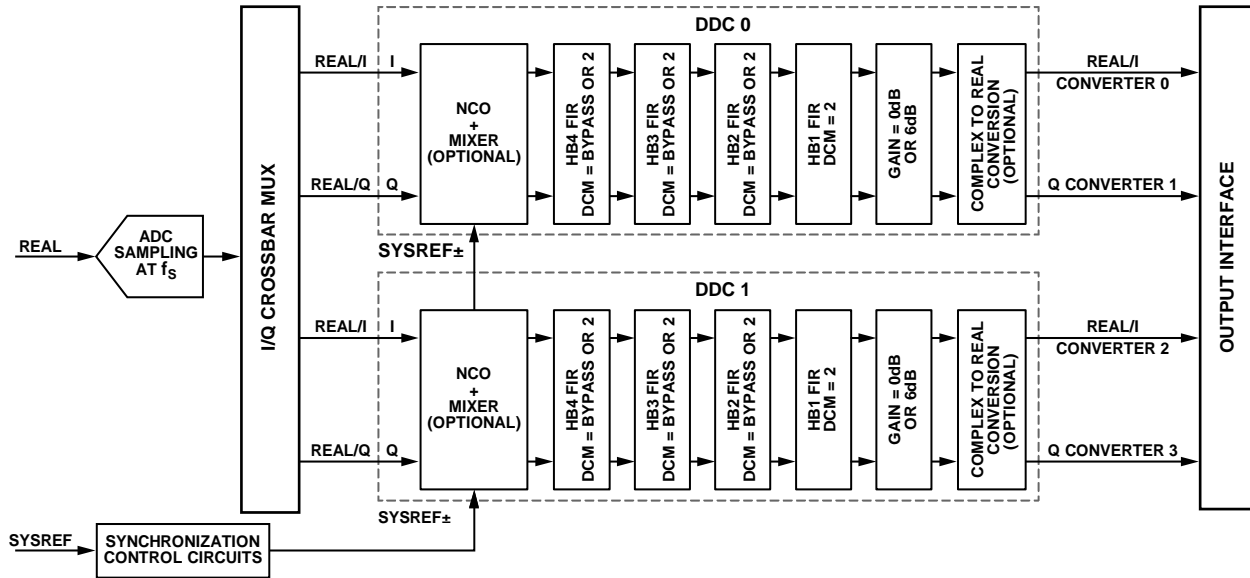 DDC 0
REAL/I I
REAL/Q Q
NCO
+
MIXER
(OPTIONAL)
HB4 FIR
DCM = BYPASS OR 2
HB3 FIR
DCM = BYPASS OR 2
HB2 FIR
DCM = BYPASS OR 2
HB1 FIR
DCM = 2
GAIN = 0dB
OR 6dB
COMPLEX TO REAL
CONVERSION
(OPTIONAL)
REAL/I
CONVERTER 0
Q CONVERTER 1
REAL
ADC
SAMPLING
AT fS
I/Q CROSSBAR MUX
OUTPUT INTERFACE
SYSREF±
DDC 1
REAL/I I
REAL/Q Q
NCO
+
MIXER
(OPTIONAL)
HB4 FIR
DCM = BYPASS OR 2
HB3 FIR
DCM = BYPASS OR 2
HB2 FIR
DCM = BYPASS OR 2
HB1 FIR
DCM = 2
GAIN = 0dB
OR 6dB
COMPLEX TO REAL
CONVERSION
(OPTIONAL)
REAL/I
CONVERTER 2
Q CONVERTER 3
SYSREF±
SYSREF
SYNCHRONIZATION
CONTROL CIRCUITS